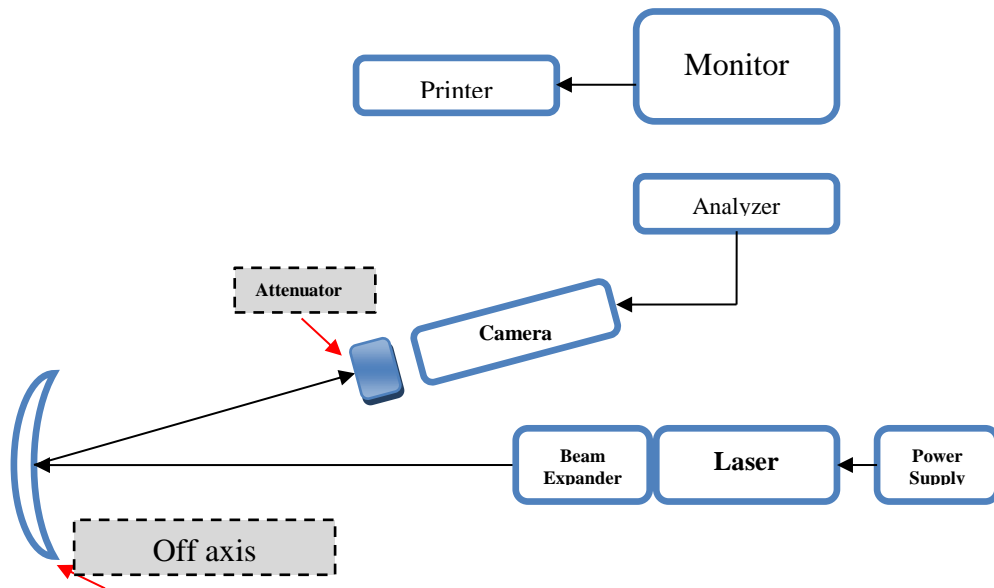 Monitor
Printer
Analyzer
Attenuator
Camera
Beam
Expander
Laser
Power
Supply
Off axis